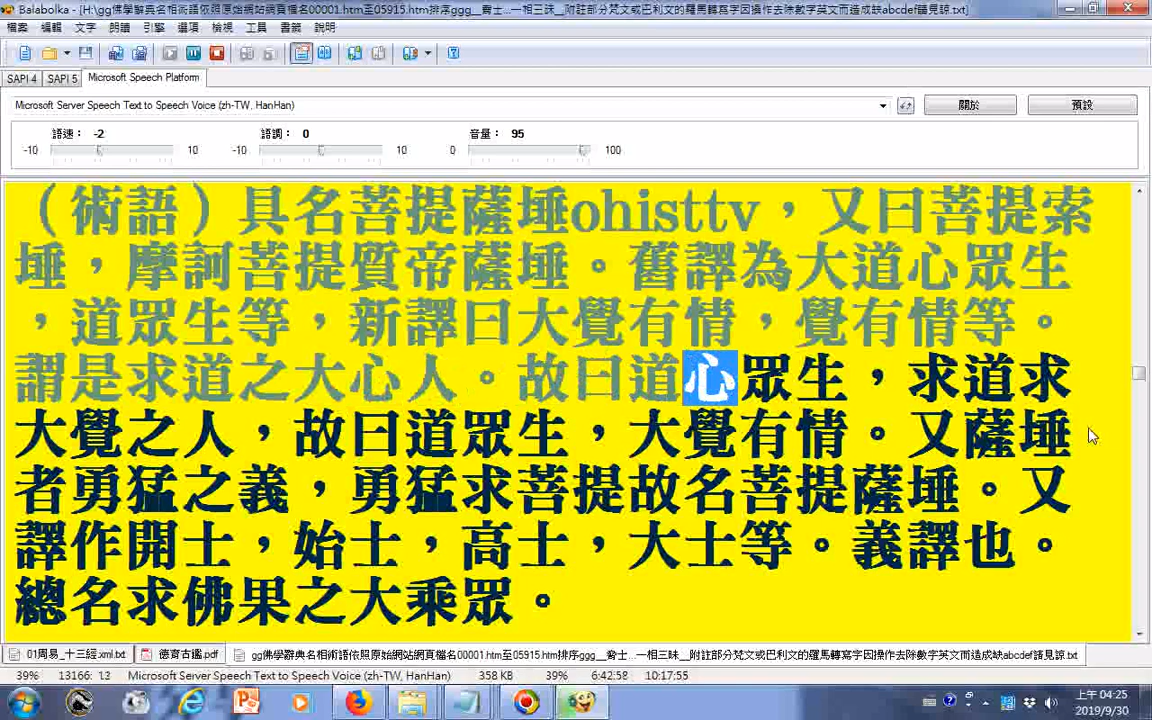 Balabolka - [H:\gg佛學辭典名相術語依照原始網站網頁檔名00001.htm至05915.htm排序ggg__脅士...一相三昧__附註部分梵文或巴利文的羅馬轉寫字因操作去除數字英文而造成缺abcdef請見諒.txt]
檔案 編輯 文字 朗讀 引擎 選項 檢視 工具 書籤 說明
SAPI 4 SAPI 5 Microsoft Speech Platform
Microsoft Server Speech Text to Speech Voice (zh-TW, HanHan) 關於 預設
語速： -2 語調： 0 音量： 95
-10 10 -10 10 0 100
（術語）具名菩提薩埵ohisttv，又曰菩提索
埵，摩訶菩提質帝薩埵。舊譯為大道心眾生
，道眾生等，新譯曰大覺有情，覺有情等。
謂是求道之大心人。故曰道心眾生，求道求
大覺之人，故曰道眾生，大覺有情。又薩埵
者勇猛之義，勇猛求菩提故名菩提薩埵。又
譯作開士，始士，高士，大士等。義譯也。
總名求佛果之大乘眾。
01周易_十三經.xml.txt 德育古鑑.pdf gg佛學辭典名相術語依照原始網站網頁檔名00001.htm至05915.htm排序ggg__脅士...一相三昧__附註部分梵文或巴利文的羅馬轉寫字因操作去除數字英文而造成缺abcdef請見諒.txt
39% 13166: 12 Microsoft Server Speech Text to Speech Voice (zh-TW, HanHan) 358 KB 39% 6:42:58 10:17:55
上午 04:25
2019/9/30